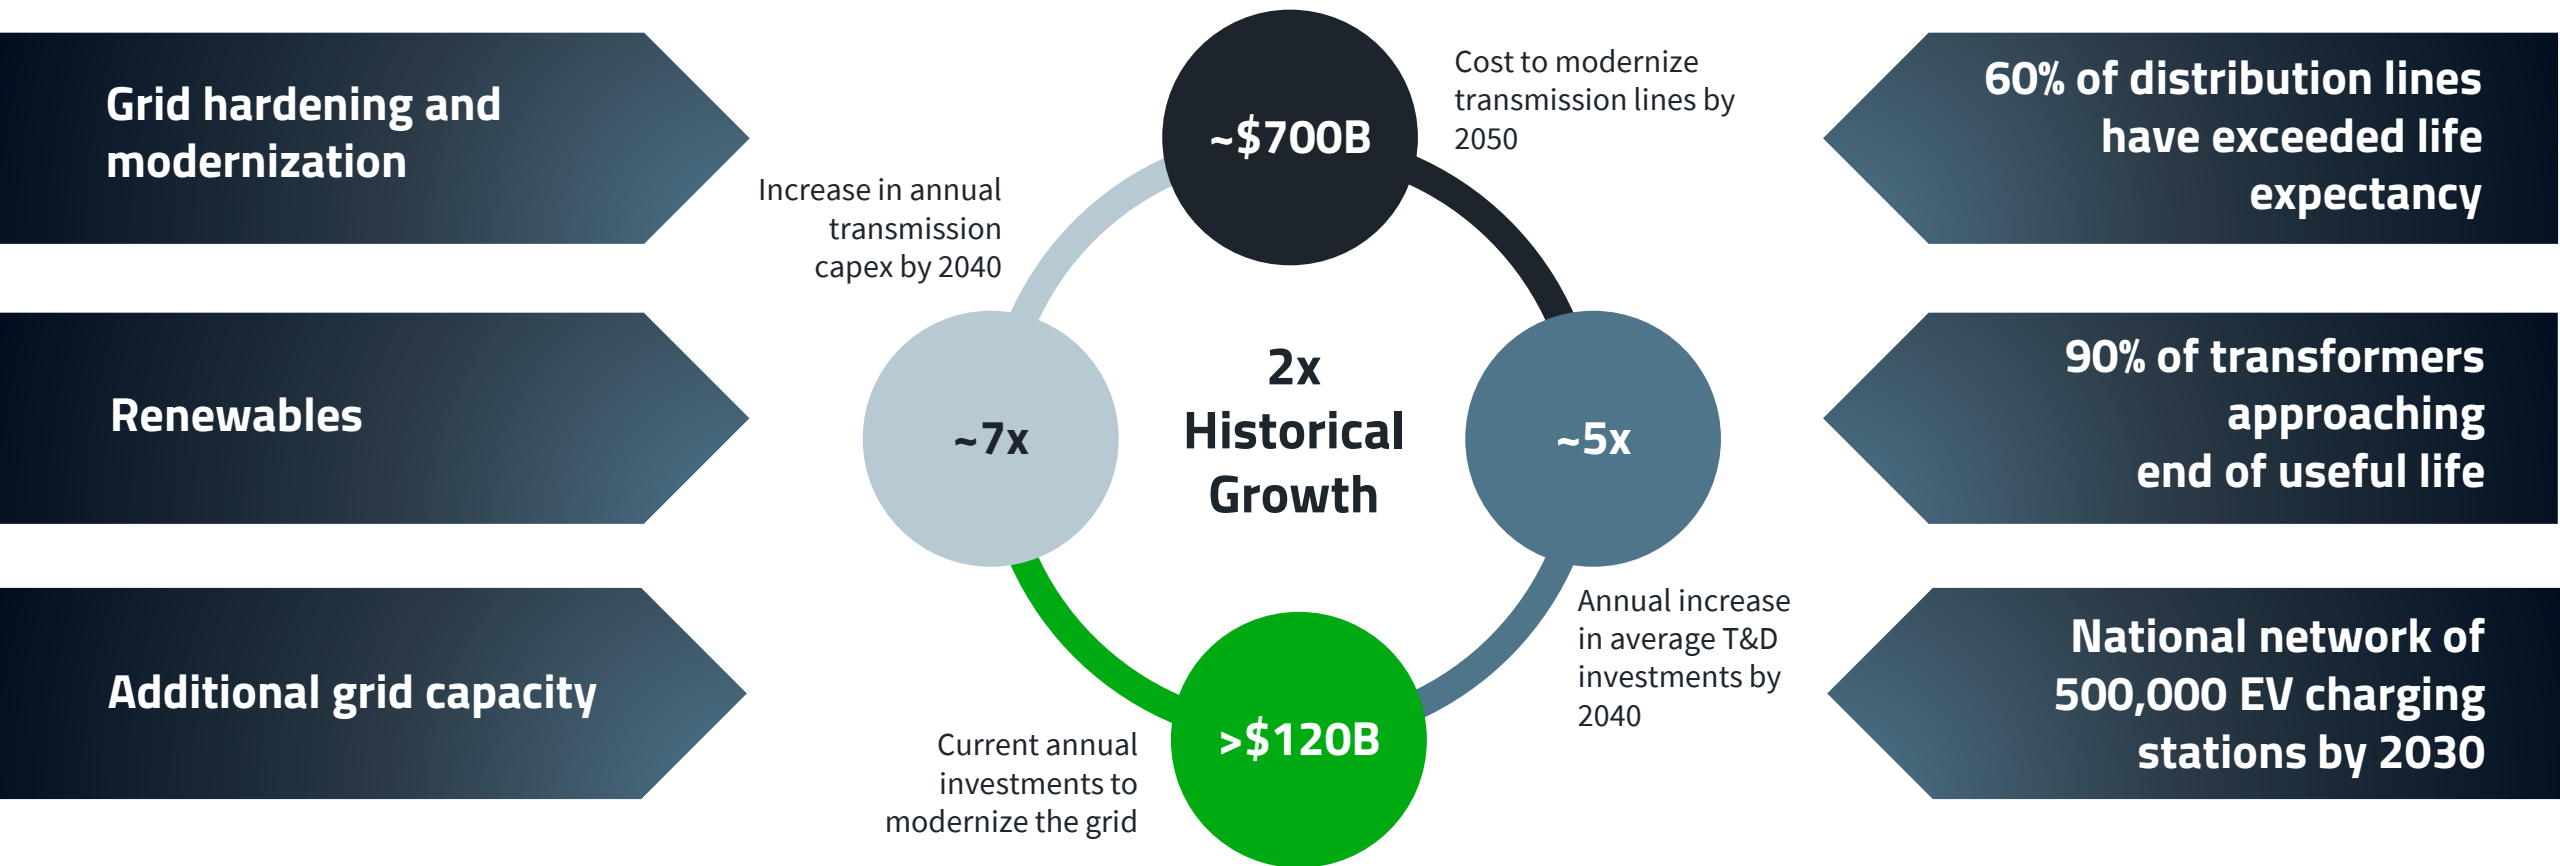 Grid hardening and
modernization
Renewables
Additional grid capacity
~$700B
Cost to modernize
transmission lines by
2050
Increase in annual
transmission
capex by 2040
~7x
2x
Historical
Growth
~5x
Annual increase
in average T&D
investments by
2040
>$120B
Current annual
investments to
modernize the grid
60% of distribution lines
have exceeded life
expectancy
90% of transformers
approaching
end of useful life
National network of
500,000 EV charging
stations by 2030